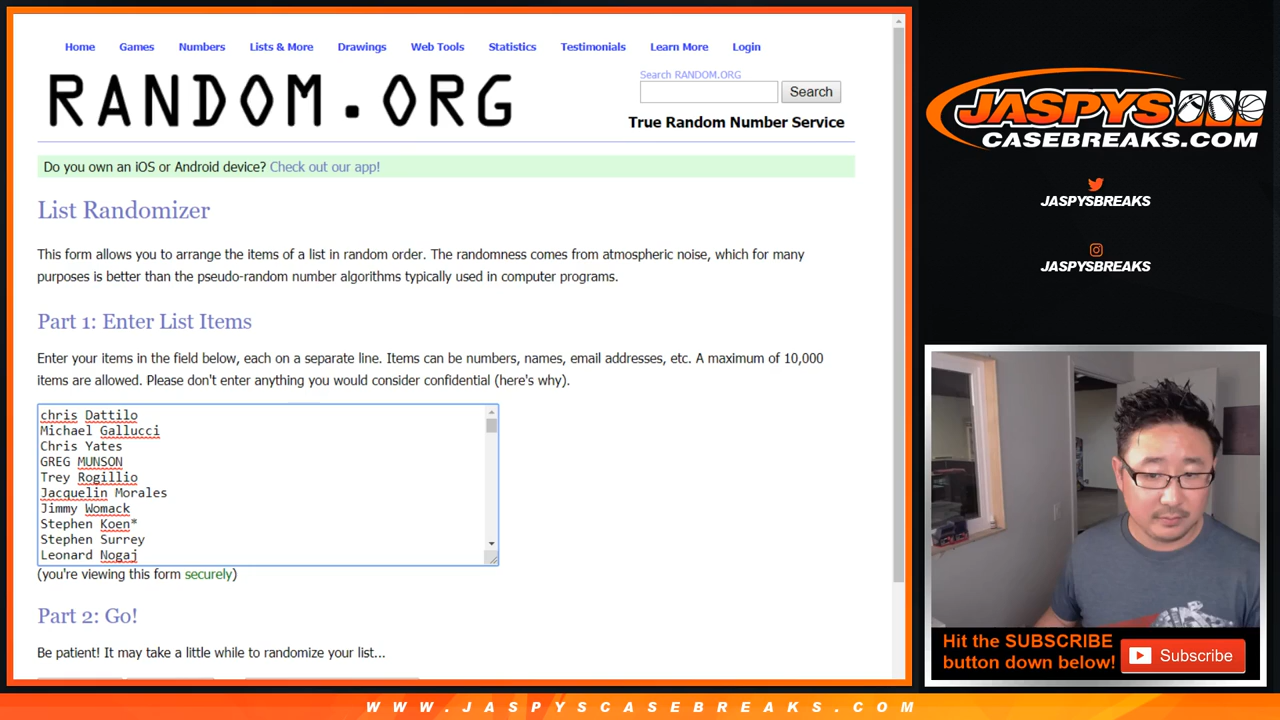 Home Games Numbers Lists & More Drawings Web Tools Statistics Testimonials Learn More Login
RANDOM.ORG
Search RANDOM.ORG
Search
True Random Number Service
Do you own an iOS or Android device? Check out our app!
List Randomizer
This form allows you to arrange the items of a list in random order. The randomness comes from atmospheric noise, which for many
purposes is better than the pseudo-random number algorithms typically used in computer programs.
Part 1: Enter List Items
Enter your items in the field below, each on a separate line. Items can be numbers, names, email addresses, etc. A maximum of 10,000
items are allowed. Please don't enter anything you would consider confidential (here's why).
chris Dattilo
Michael Gallucci
Chris Yates
GREG MUNSON
Trey Rogillio
Jacquelin Morales
Jimmy Womack
Stephen Koen*
Stephen Surrey
Leonard Nogaj
(you're viewing this form securely)
Part 2: Go!
Be patient! It may take a little while to randomize your list...
JASPYS
CASEBREAKS.COM
JASPYSBREAKS
JASPYSBREAKS
Hit the SUBSCRIBE
button down below!
Subscribe
WWW.JASPYSCASEBREAKS.COM